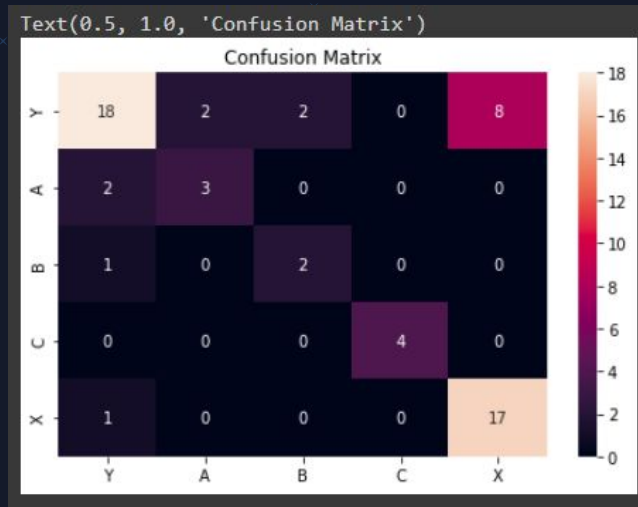 Text(0.5, 1.0, 'Confusion Matrix')
Confusion Matrix
Y 18 2 2 0 8
A 2 3 0 0 0
B 1 0 2 0 0
C 0 0 0 4 0
X 1 0 0 0 17
Y A B C X
18
16
14
12
10
8
6
4
2
0